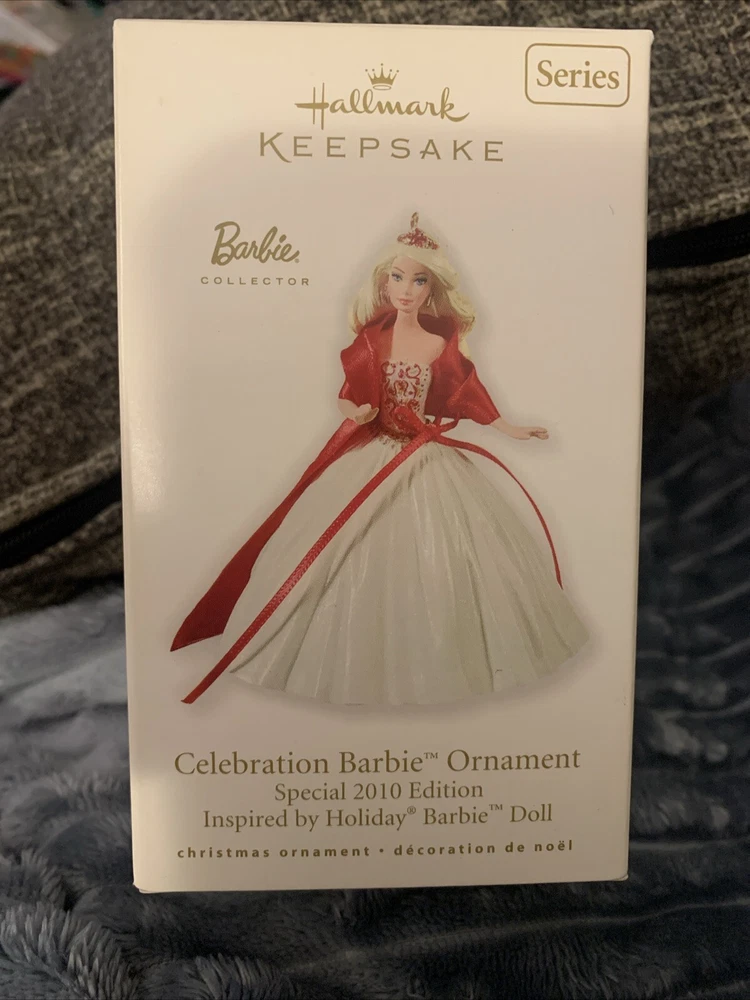 Series
Hallmark
KEEPSAKE
Barbie
COLLECTOR
Celebration Barbie™ Ornament
Special 2010 Edition
Inspired by Holiday® Barbie™ Doll
christmas ornament • décoration de noël